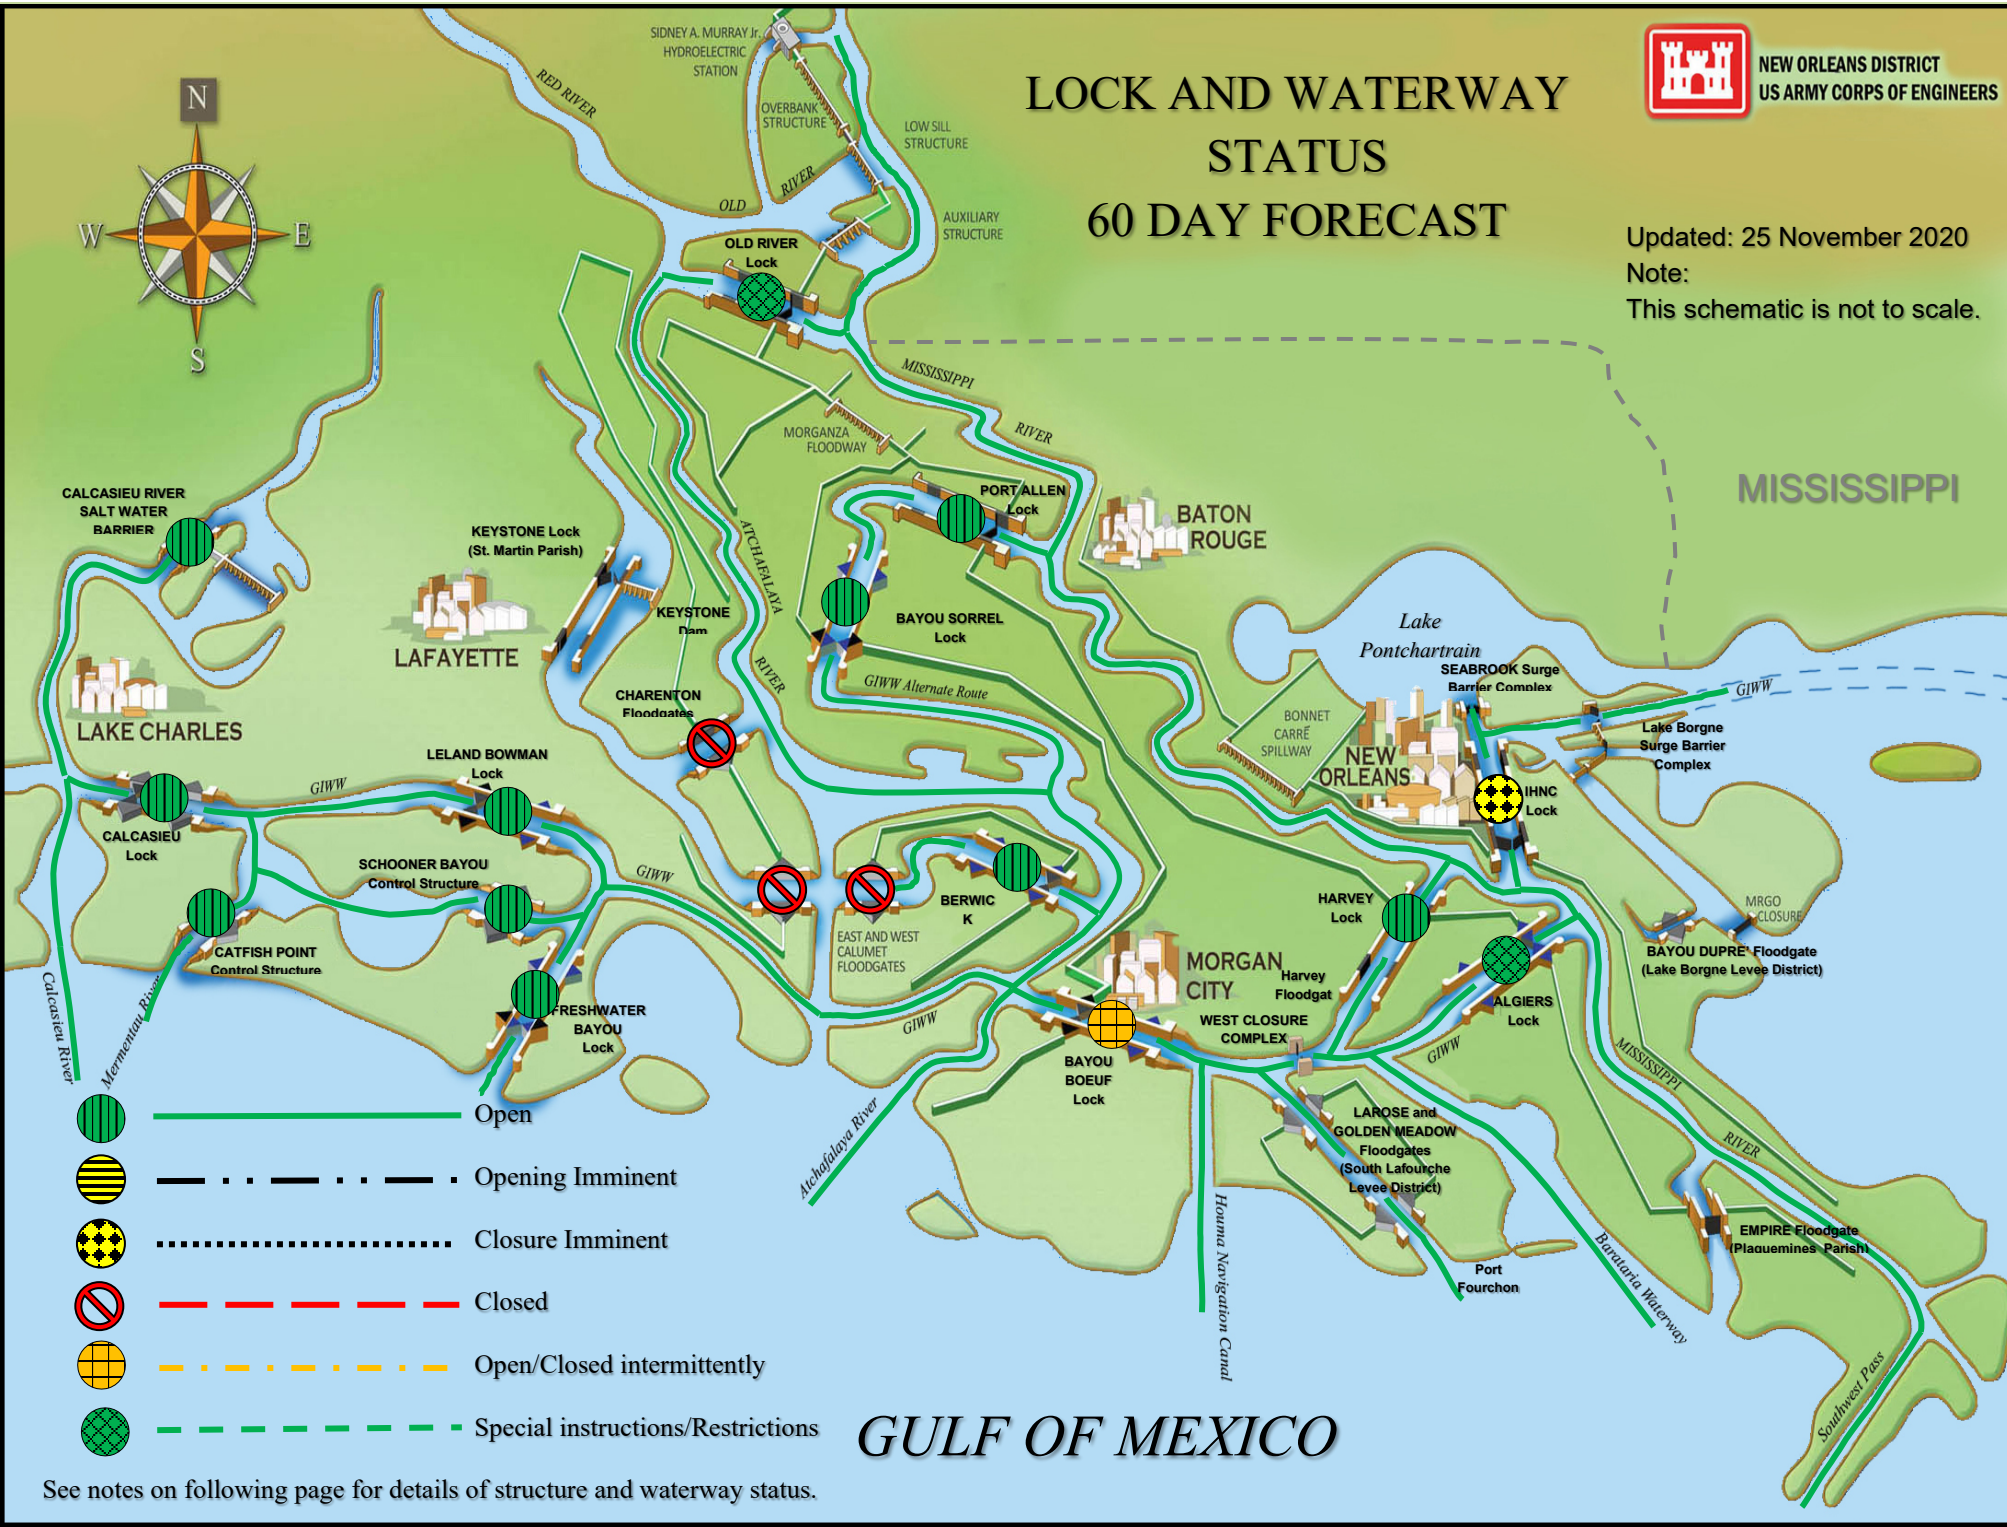 SIDNEY A. MURRAY Jr.
HYDROELECTRIC
STATION
NEW ORLEANS DISTRICT
US ARMY CORPS OF ENGINEERS
LOCK AND WATERWAY
STATUS
60 DAY FORECAST
Updated: 25 November 2020
Note:
This schematic is not to scale.
N
W
E
S
RED RIVER
OVERBANK
STRUCTURE
LOW SILL
STRUCTURE
OLD
RIVER
AUXILIARY
STRUCTURE
OLD RIVER
Lock
MISSISSIPPI
RIVER
MORGANZA
FLOODWAY
MISSISSIPPI
CALCASIEU RIVER
SALT WATER
BARRIER
KEYSTONE Lock
(St. Martin Parish)
PORT ALLEN
Lock
BATON
ROUGE
ATCHAFALAYA
RIVER
KEYSTONE
Dam
BAYOU SORREL
Lock
Lake
Pontchartrain
LAFAYETTE
SEABROOK Surge
Barrier Complex
GIWW
CHARENTON
Floodgates
GIWW Alternate Route
LAKE CHARLES
BONNET
CARRÉ
SPILLWAY
Lake Borgne
Surge Barrier
Complex
NEW
ORLEANS
LELAND BOWMAN
Lock
GIWW
IHNC
Lock
CALCASIEU
Lock
SCHOONER BAYOU
Control Structure
GIWW
BERWIC
K
HARVEY
Lock
MRGO
CLOSURE
EAST AND WEST
CALUMET
FLOODGATES
CATFISH POINT
Control Structure
BAYOU DUPRE' Floodgate
(Lake Borgne Levee District)
MORGAN
CITY
Harvey
Floodgat
ALGIERS
Lock
FRESHWATER
BAYOU
Lock
GIWW
WEST CLOSURE
COMPLEX
GIWW
Calcasieu River
Mermentau River
BAYOU
BOEUF
Lock
MISSISSIPPI
RIVER
Atchafalaya River
LAROSE and
GOLDEN MEADOW
Floodgates
(South Lafourche
Levee District)
EMPIRE Floodgate
(Plaquemines Parish)
Houma Navigation Canal
Port
Fourchon
Barataria Waterway
Southwest Pass
Open
Opening Imminent
Closure Imminent
Closed
Open/Closed intermittently
Special instructions/Restrictions
GULF OF MEXICO
See notes on following page for details of structure and waterway status.